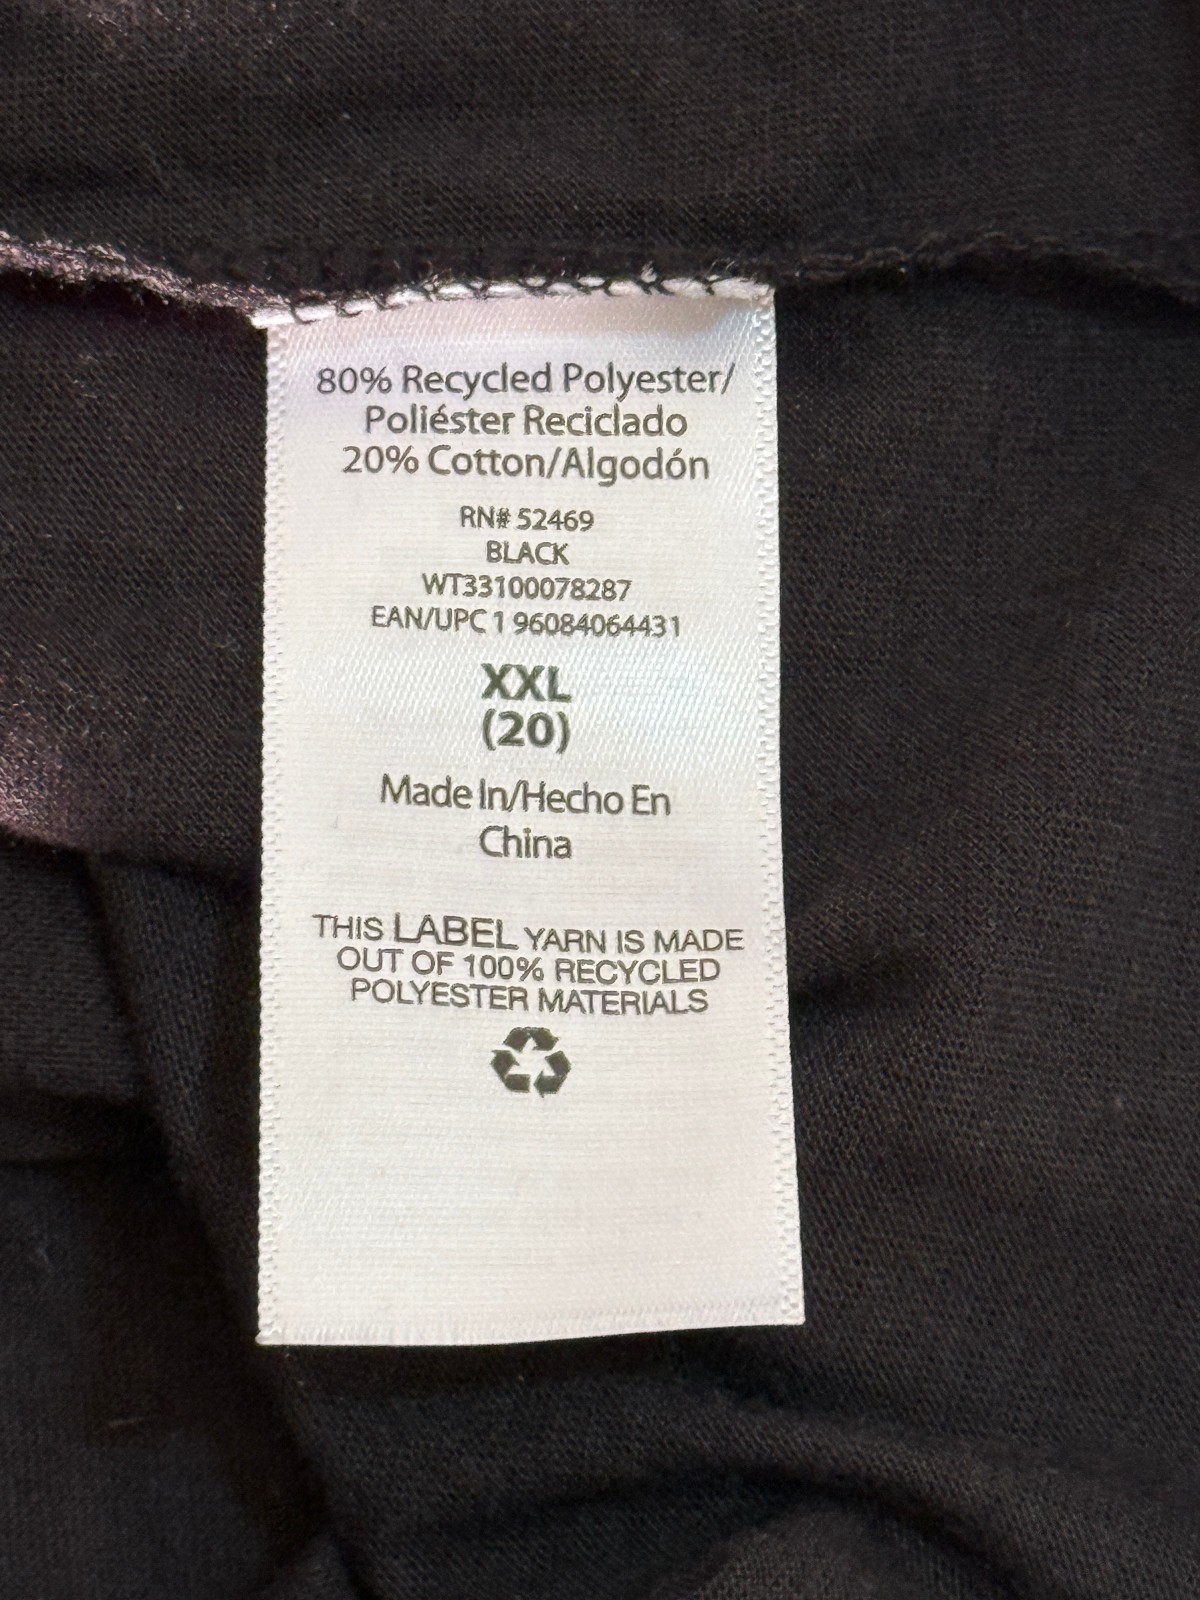 80% Recycled Polyester/
Poliéster Reciclado
20% Cotton/Algodón
RN# 52469
BLACK
WT33100078287
EAN/UPC 1 96084064431
XXL
(20)
Made In/Hecho En
China
THIS LABEL YARN IS MADE
OUT OF 100% RECYCLED
POLYESTER MATERIALS